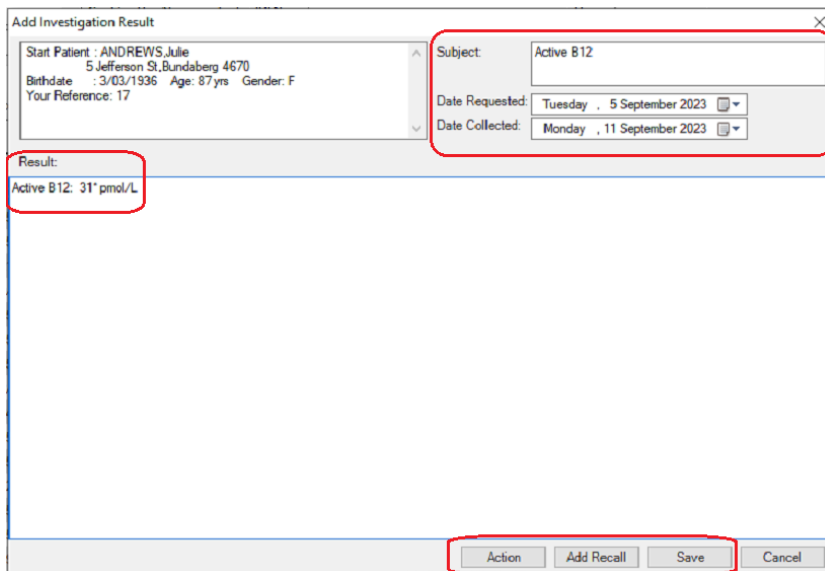 Add Investigation Result
Start Patient : ANDREWS,Julie
5 Jefferson St,Bundaberg 4670
Birthdate : 3/03/1936 Age: 87 yrs Gender: F
Your Reference: 17
Subject: Active B12
Date Requested: Tuesday , 5 September 2023
Date Collected: Monday , 11 September 2023
Result:
Active B12: 31* pmol/L
Action Add Recall Save Cancel